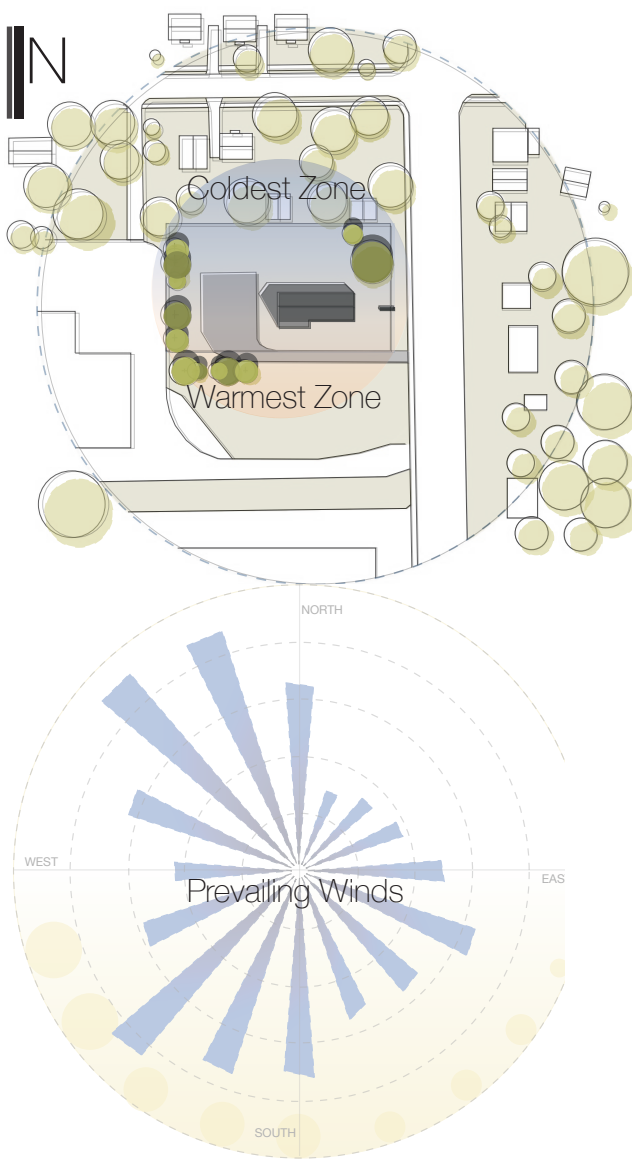 N
Coldest Zone
Warmest Zone
NORTH
WEST
EAS
Prevailing Winds
SOUTH